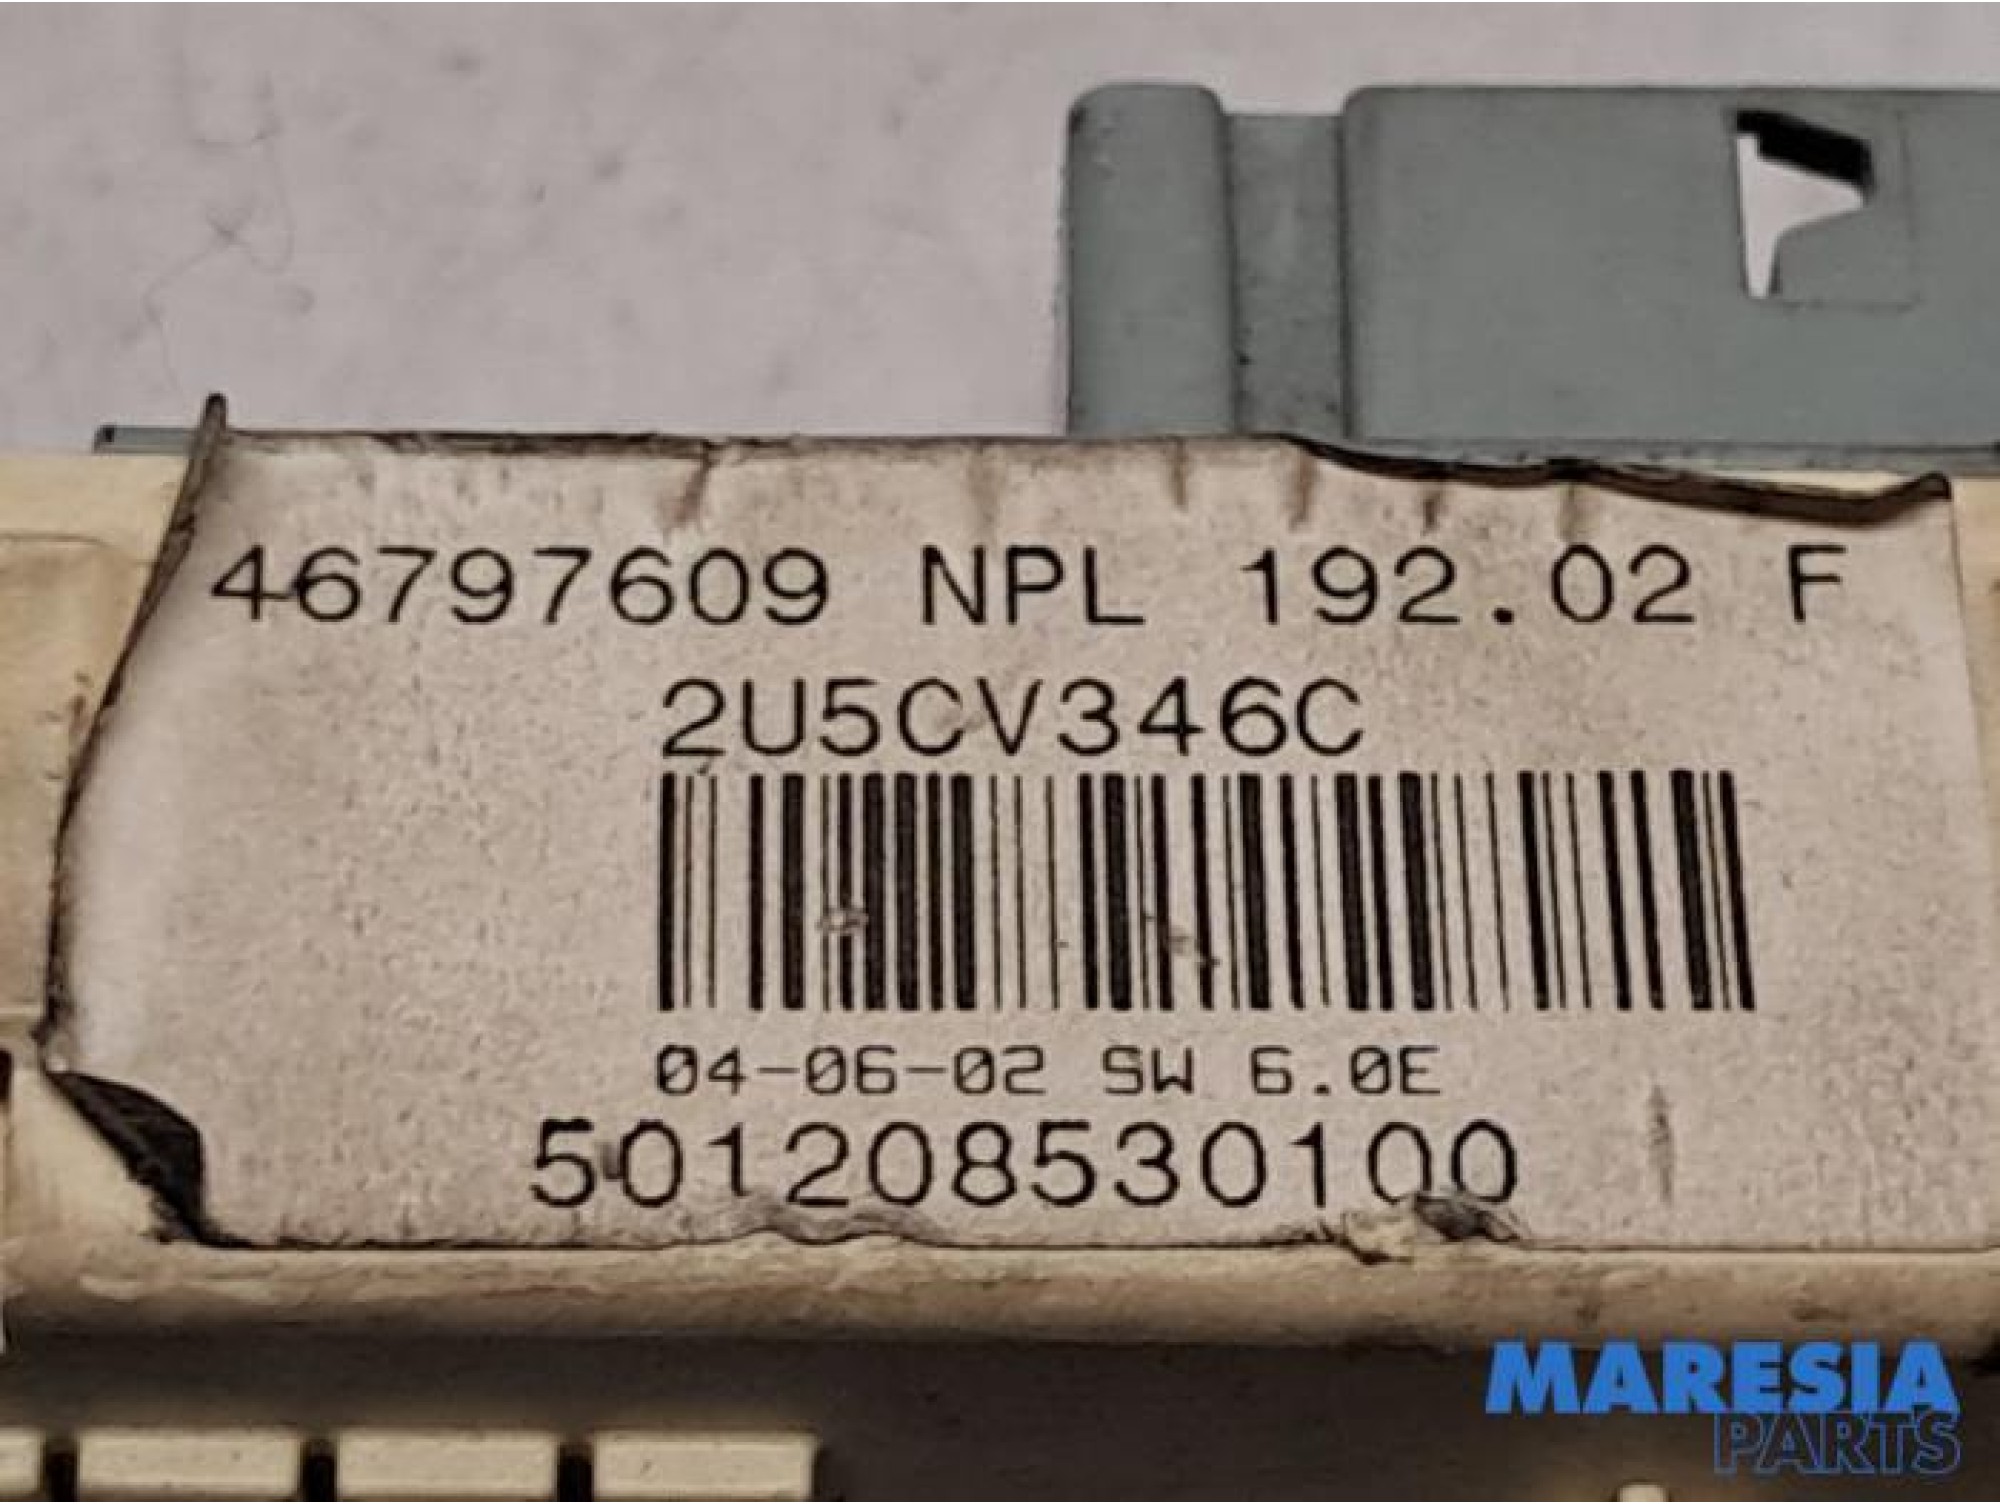 46797609 NPL 192.02 F
2U5CV346C
04-06-02 SW 6.0E
501208530100
MARESIA
PARTS